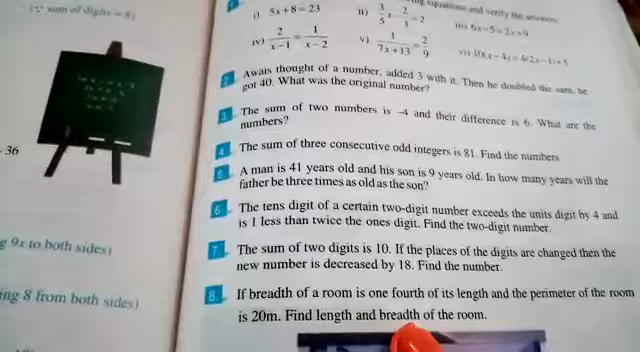 (∵ sum of digits = 8)
36
g 9x to both sides)
ing 8 from both sides)
ng equations and verify the answers
i) 5x + 8 = 23
ii) 3/5 x + 2/3 = 2
iii) 6x − 5 = 2x + 9
iv) 2/(x−1) = 1/(x−2)
v) 1/(7x+13) = 2/9
2 Awais thought of a number, added 3 with it. Then he doubled the sum, he
got 40. What was the original number?
3 The sum of two numbers is −4 and their difference is 6. What are the
numbers?
4 The sum of three consecutive odd integers is 81. Find the numbers
5 A man is 41 years old and his son is 9 years old. In how many years will the
father be three times as old as the son?
6 The tens digit of a certain two-digit number exceeds the units digit by 4 and
is 1 less than twice the ones digit. Find the two-digit number.
7 The sum of two digits is 10. If the places of the digits are changed then the
new number is decreased by 18. Find the number.
8 If breadth of a room is one fourth of its length and the perimeter of the room
is 20m. Find length and breadth of the room.